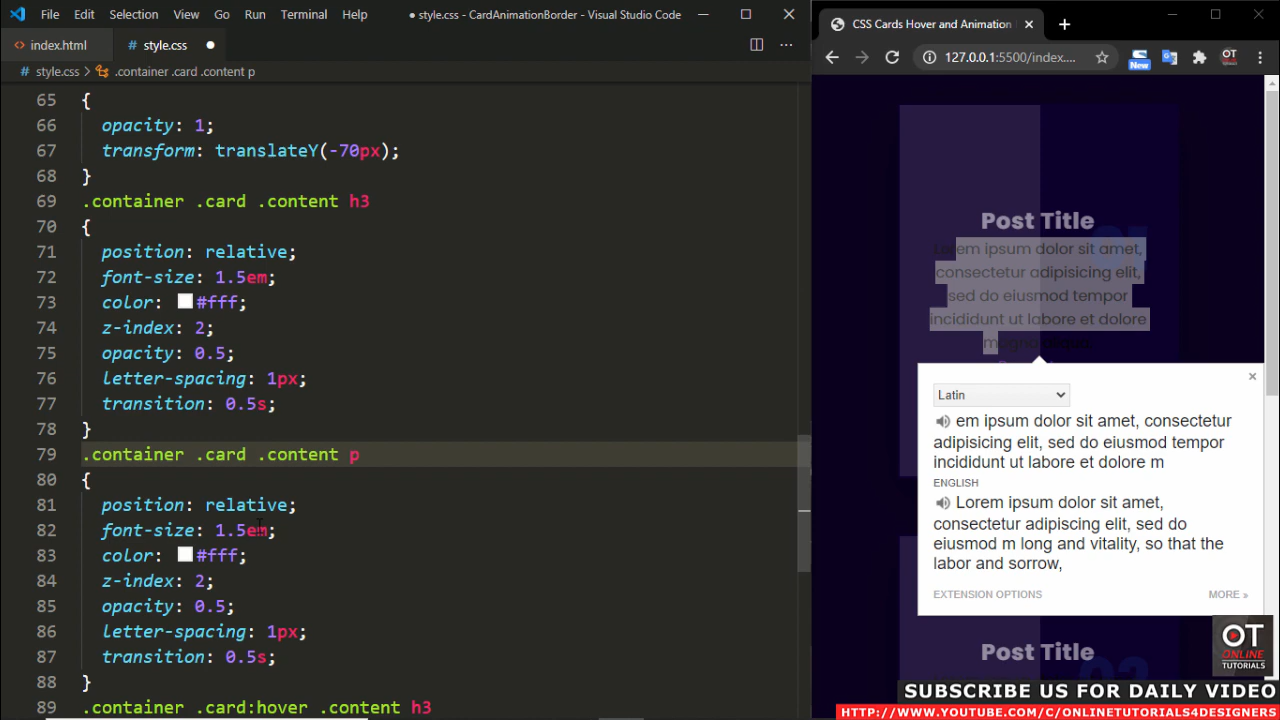 File Edit Selection View Go Run Terminal Help ● style.css - CardAnimationBorder - Visual Studio Code
<> index.html # style.css ●
# style.css > .container .card .content p
65 {
66 opacity: 1;
67 transform: translateY(-70px);
68 }
69 .container .card .content h3
70 {
71 position: relative;
72 font-size: 1.5em;
73 color: #fff;
74 z-index: 2;
75 opacity: 0.5;
76 letter-spacing: 1px;
77 transition: 0.5s;
78 }
79 .container .card .content p
80 {
81 position: relative;
82 font-size: 1.5em;
83 color: #fff;
84 z-index: 2;
85 opacity: 0.5;
86 letter-spacing: 1px;
87 transition: 0.5s;
88 }
89 .container .card:hover .content h3
CSS Cards Hover and Animation
127.0.0.1:5500/index....
New
OT
01
Post Title
Lorem ipsum dolor sit amet,
consectetur adipisicing elit,
sed do eiusmod tempor
incididunt ut labore et dolore
magna aliqua.
Latin
em ipsum dolor sit amet, consectetur
adipisicing elit, sed do eiusmod tempor
incididunt ut labore et dolore m
ENGLISH
Lorem ipsum dolor sit amet,
consectetur adipisicing elit, sed do
eiusmod m long and vitality, so that the
labor and sorrow,
EXTENSION OPTIONS MORE »
Post Title
02
OT
ONLINE
TUTORIALS
SUBSCRIBE US FOR DAILY VIDEO
HTTP://WWW.YOUTUBE.COM/C/ONLINETUTORIALS4DESIGNERS